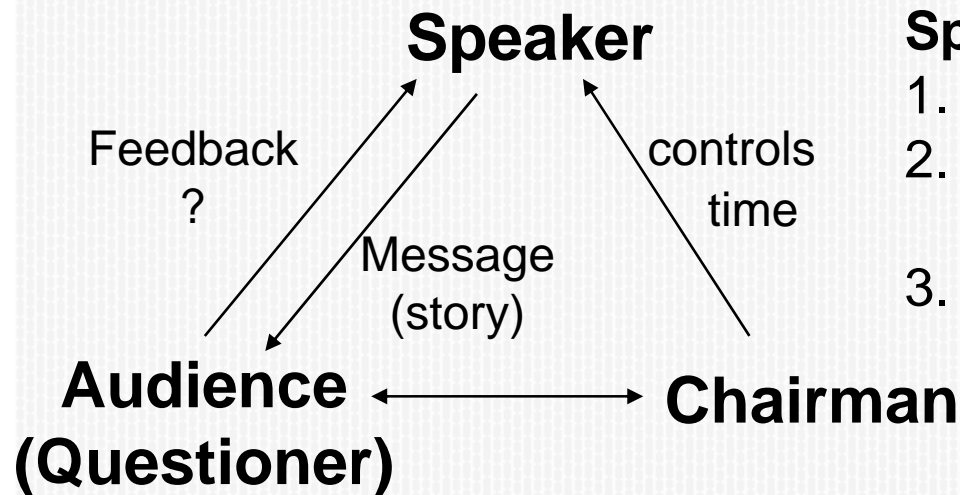 Speaker
Feedback
?
controls
time
Message
(story)
Audience
(Questioner)
Chairman
Sp
1.
2.
3.